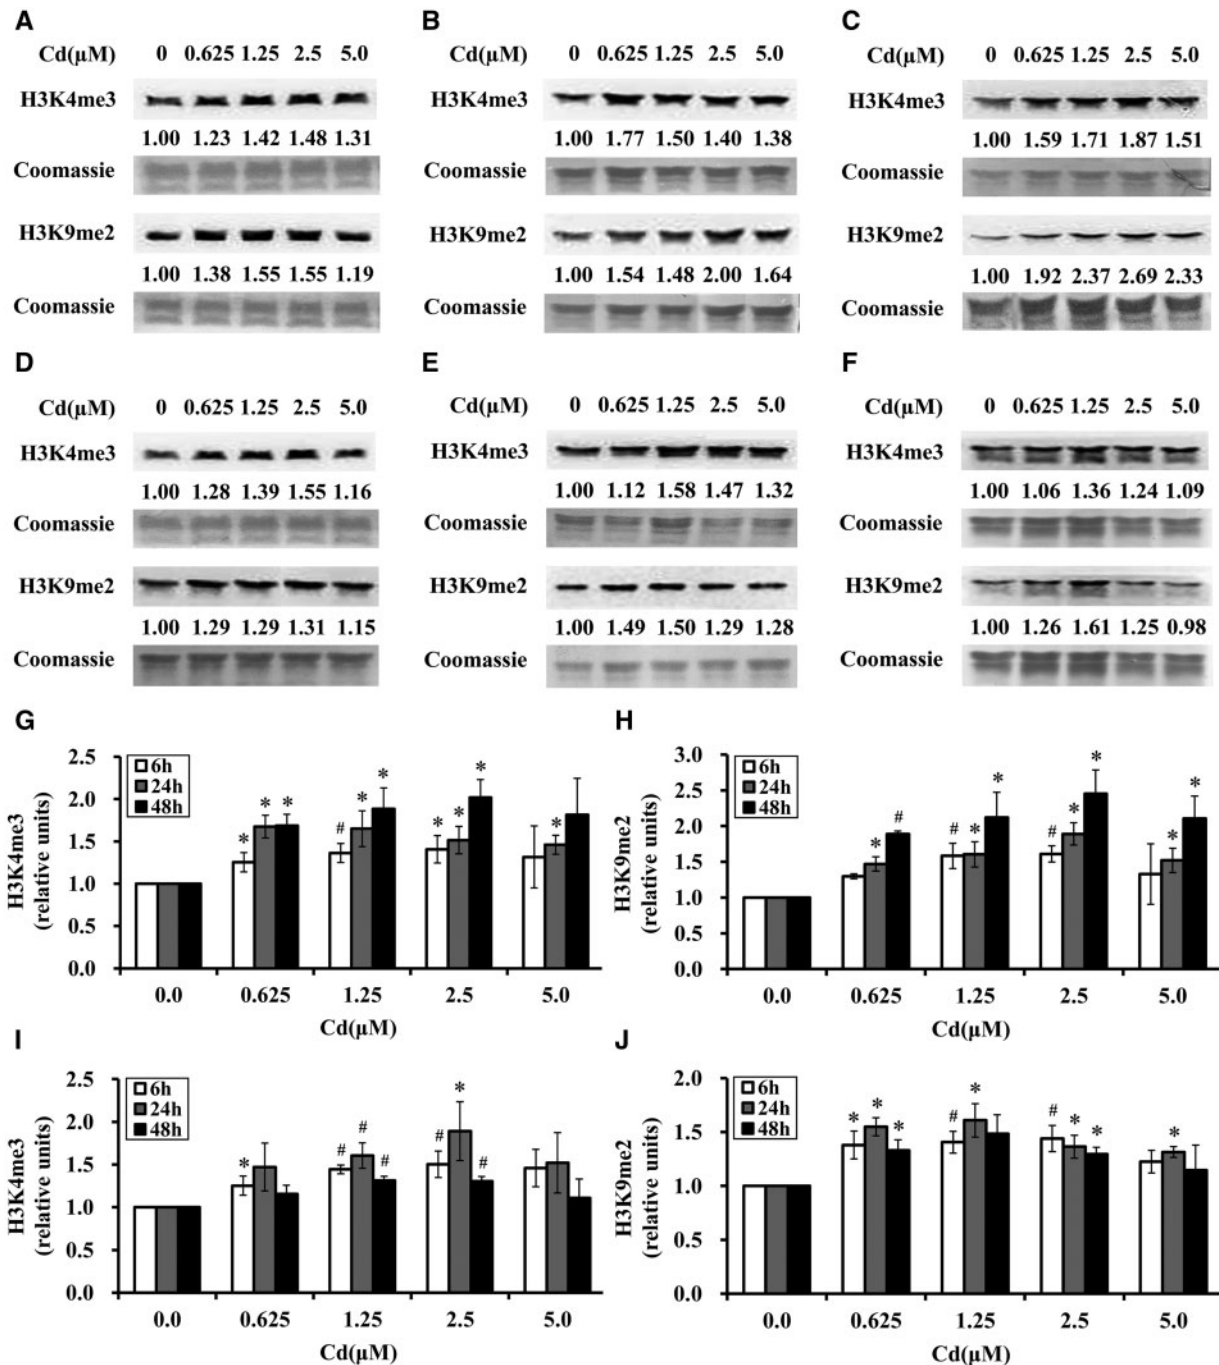 A
Cd(µM) 0 0.625 1.25 2.5 5.0
H3K4me3
1.00 1.23 1.42 1.48 1.31
Coomassie
H3K9me2
1.00 1.38 1.55 1.55 1.19
Coomassie
B
Cd(µM) 0 0.625 1.25 2.5 5.0
H3K4me3
1.00 1.77 1.50 1.40 1.38
Coomassie
H3K9me2
1.00 1.54 1.48 2.00 1.64
Coomassie
C
Cd(µM) 0 0.625 1.25 2.5 5.0
H3K4me3
1.00 1.59 1.71 1.87 1.51
Coomassie
H3K9me2
1.00 1.92 2.37 2.69 2.33
Coomassie
D
Cd(µM) 0 0.625 1.25 2.5 5.0
H3K4me3
1.00 1.28 1.39 1.55 1.16
Coomassie
H3K9me2
1.00 1.29 1.29 1.31 1.15
Coomassie
E
Cd(µM) 0 0.625 1.25 2.5 5.0
H3K4me3
1.00 1.12 1.58 1.47 1.32
Coomassie
H3K9me2
1.00 1.49 1.50 1.29 1.28
Coomassie
F
Cd(µM) 0 0.625 1.25 2.5 5.0
H3K4me3
1.00 1.06 1.36 1.24 1.09
Coomassie
H3K9me2
1.00 1.26 1.61 1.25 0.98
Coomassie
G
H3K4me3
(relative units)
2.5
2.0
1.5
1.0
0.5
0.0
6h
24h
48h
* * *
# * *
* * *
*
0.0 0.625 1.25 2.5 5.0
Cd(µM)
H
H3K9me2
(relative units)
3.0
2.5
2.0
1.5
1.0
0.5
0.0
6h
24h
48h
* #
# * *
# * *
* *
0.0 0.625 1.25 2.5 5.0
Cd(µM)
I
H3K4me3
(relative units)
2.5
2.0
1.5
1.0
0.5
0.0
6h
24h
48h
*
# # #
# * #
0.0 0.625 1.25 2.5 5.0
Cd(µM)
J
H3K9me2
(relative units)
2.0
1.5
1.0
0.5
0.0
6h
24h
48h
* * *
# *
# * *
*
0.0 0.625 1.25 2.5 5.0
Cd(µM)